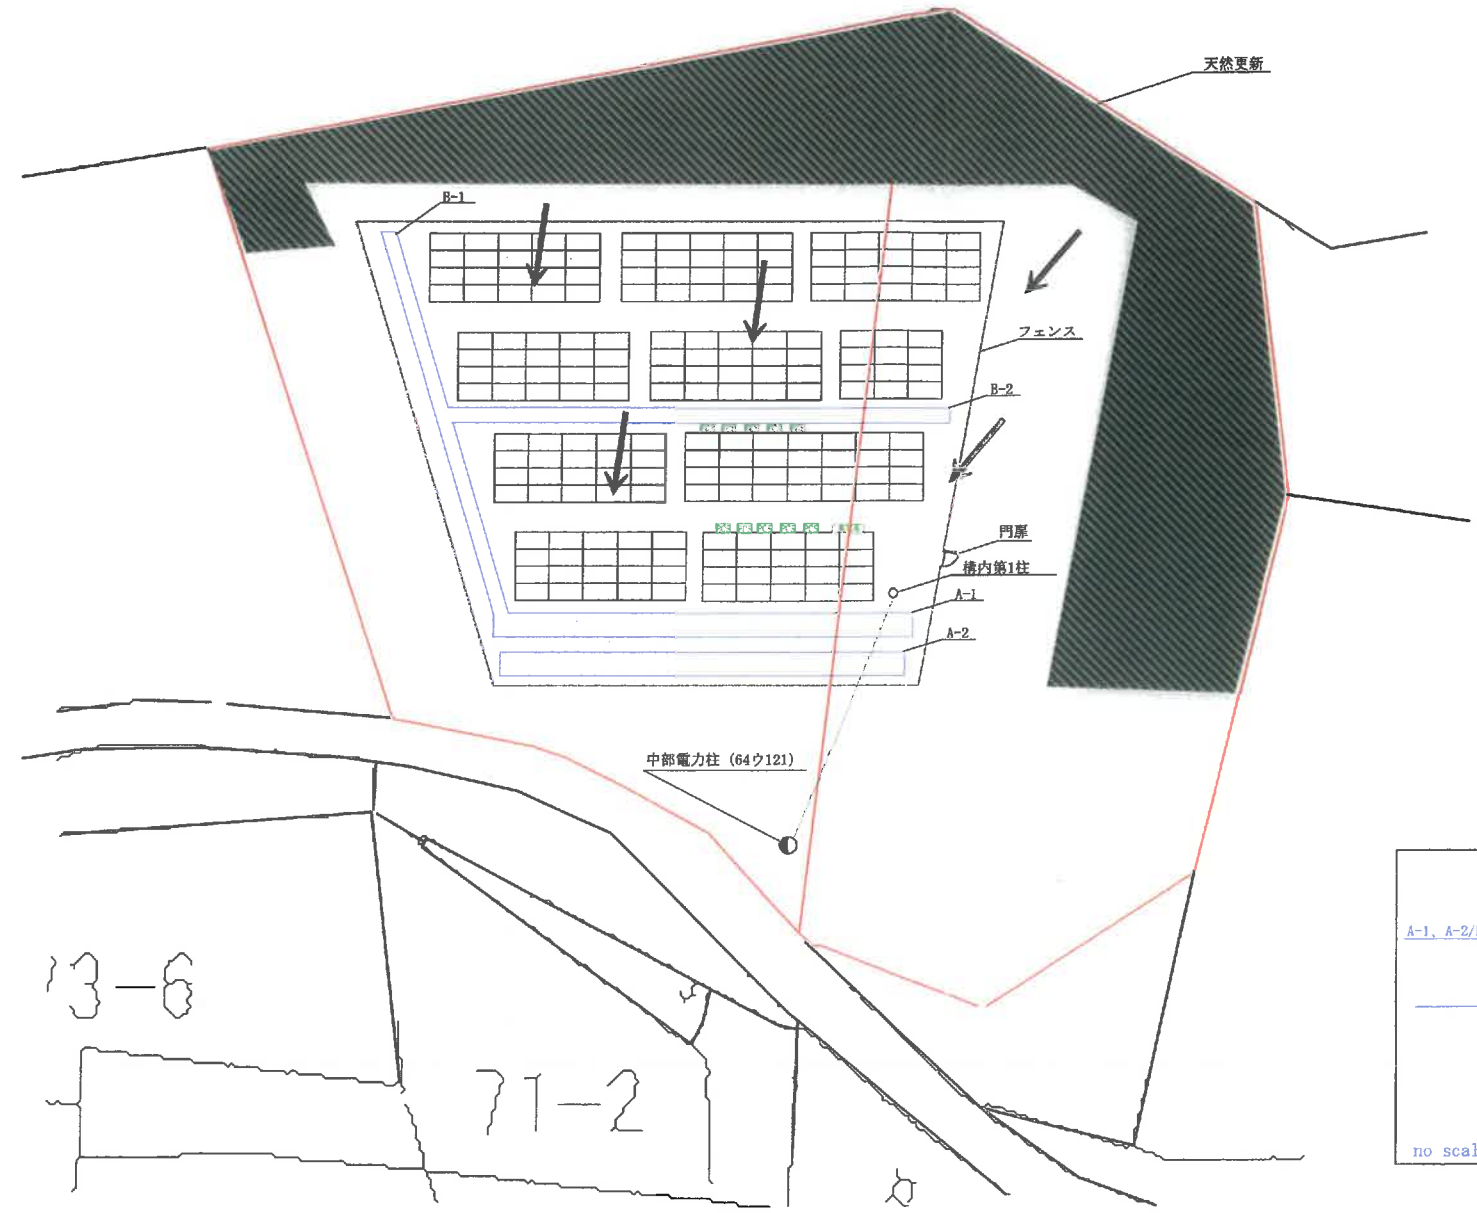 天然更新
B-1
フェンス
B-2
門扉
構内第1柱
A-1
A-2
中部電力柱 (64ウ121)
A-1, A-2/
3-6
71-2
no scal